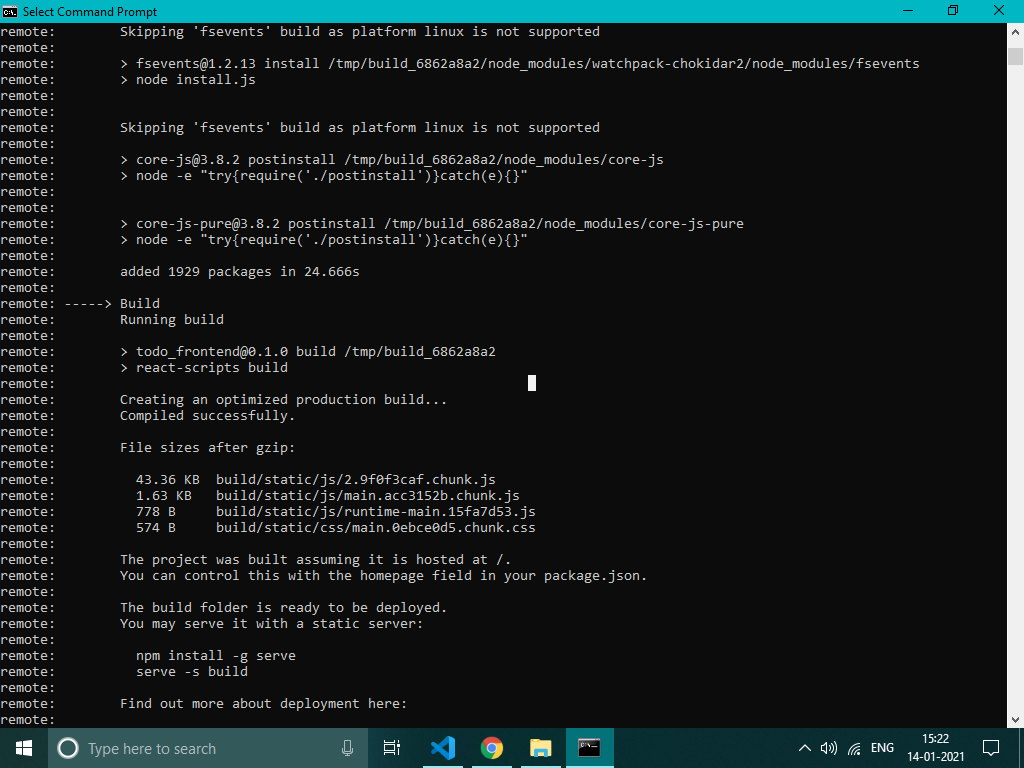 Select Command Prompt
remote:        Skipping 'fsevents' build as platform linux is not supported
remote:
remote:        > fsevents@1.2.13 install /tmp/build_6862a8a2/node_modules/watchpack-chokidar2/node_modules/fsevents
remote:        > node install.js
remote:
remote:
remote:        Skipping 'fsevents' build as platform linux is not supported
remote:
remote:        > core-js@3.8.2 postinstall /tmp/build_6862a8a2/node_modules/core-js
remote:        > node -e "try{require('./postinstall')}catch(e){}"
remote:
remote:
remote:        > core-js-pure@3.8.2 postinstall /tmp/build_6862a8a2/node_modules/core-js-pure
remote:        > node -e "try{require('./postinstall')}catch(e){}"
remote:
remote:        added 1929 packages in 24.666s
remote:
remote: -----> Build
remote:        Running build
remote:
remote:        > todo_frontend@0.1.0 build /tmp/build_6862a8a2
remote:        > react-scripts build
remote:
remote:        Creating an optimized production build...
remote:        Compiled successfully.
remote:
remote:        File sizes after gzip:
remote:
remote:          43.36 KB  build/static/js/2.9f0f3caf.chunk.js
remote:          1.63 KB   build/static/js/main.acc3152b.chunk.js
remote:          778 B     build/static/js/runtime-main.15fa7d53.js
remote:          574 B     build/static/css/main.0ebce0d5.chunk.css
remote:
remote:        The project was built assuming it is hosted at /.
remote:        You can control this with the homepage field in your package.json.
remote:
remote:        The build folder is ready to be deployed.
remote:        You may serve it with a static server:
remote:
remote:          npm install -g serve
remote:          serve -s build
remote:
remote:        Find out more about deployment here:
remote:
Type here to search
ENG
15:22
14-01-2021